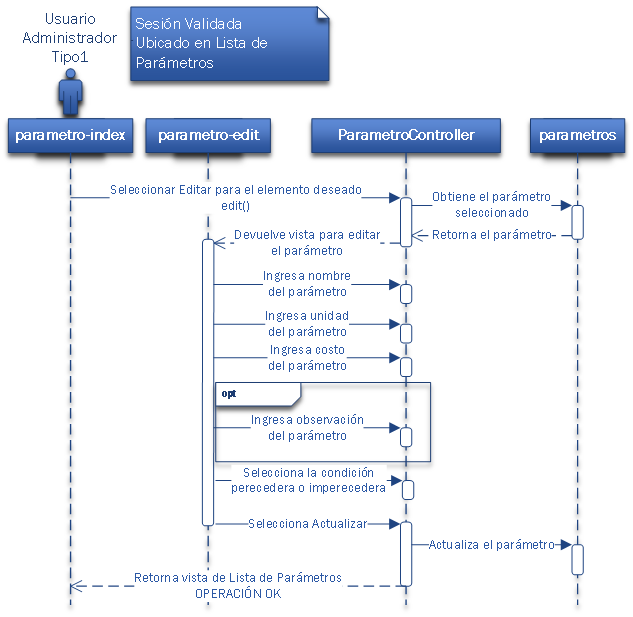 Usuario
Administrador
Tipo1
Sesión Validada
Ubicado en Lista de
Parámetros
parametro-index
parametro-edit
ParametroController
parametros
Seleccionar Editar para el elemento deseado
edit()
Obtiene el parámetro
seleccionado
Devuelve vista para editar
el parámetro
Retorna el parámetro
Ingresa nombre
del parámetro
Ingresa unidad
del parámetro
Ingresa costo
del parámetro
opt
Ingresa observación
del parámetro
Selecciona la condición
perecedera o imperecedera
Selecciona Actualizar
Actualiza el parámetro
Retorna vista de Lista de Parámetros
OPERACIÓN OK